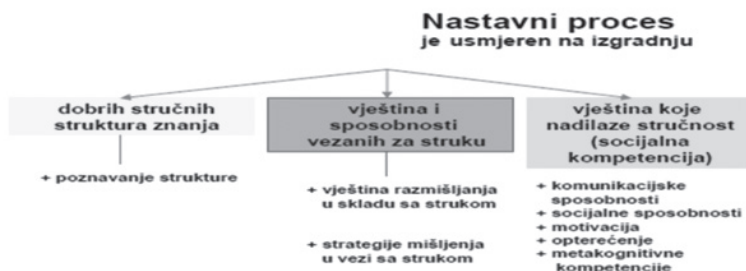 Nastavni proces
je usmjeren na izgradnju
dobrih stručnih
struktura znanja
+ poznavanje strukture
vještina i
sposobnosti
vezanih za struku
+ vještina razmišljanja
u skladu sa strukom
+ strategije mišljenja
u vezi sa strukom
vještina koje
nadilaze stručnost
(socijalna
kompetencija)
+ komunikacijske
sposobnosti
+ socijalne sposobnosti
+ motivacija
+ opterećenje
+ metakognitivne
kompetencije